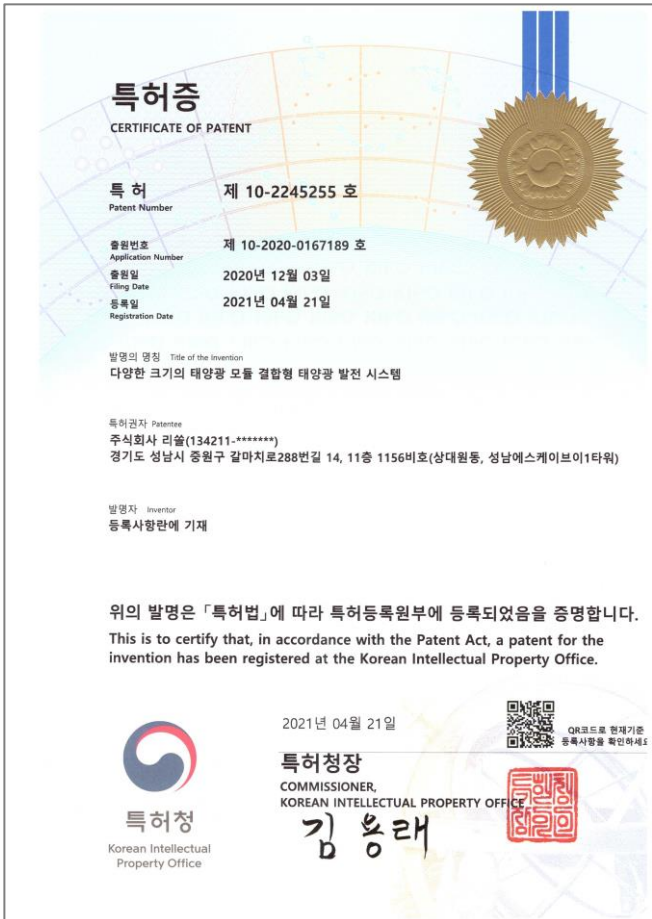 특허증
CERTIFICATE OF PATENT
특 허 제 10-2245255 호
Patent Number
출원번호 제 10-2020-0167189 호
Application Number
출원일 2020년 12월 03일
Filing Date
등록일 2021년 04월 21일
Registration Date
발명의 명칭 Title of the Invention
다양한 크기의 태양광 모듈 결합형 태양광 발전 시스템
특허권자 Patentee
주식회사 리쏠(134211-*******)
경기도 성남시 중원구 갈마치로288번길 14, 11층 1156비호(상대원동, 성남에스케이브이1타워)
발명자 Inventor
등록사항란에 기재
위의 발명은 「특허법」에 따라 특허등록원부에 등록되었음을 증명합니다.
This is to certify that, in accordance with the Patent Act, a patent for the
invention has been registered at the Korean Intellectual Property Office.
2021년 04월 21일
QR코드로 현재기준
등록사항을 확인하세요
특허청장
COMMISSIONER,
KOREAN INTELLECTUAL PROPERTY OFFICE
김용래
특허청
Korean Intellectual
Property Office